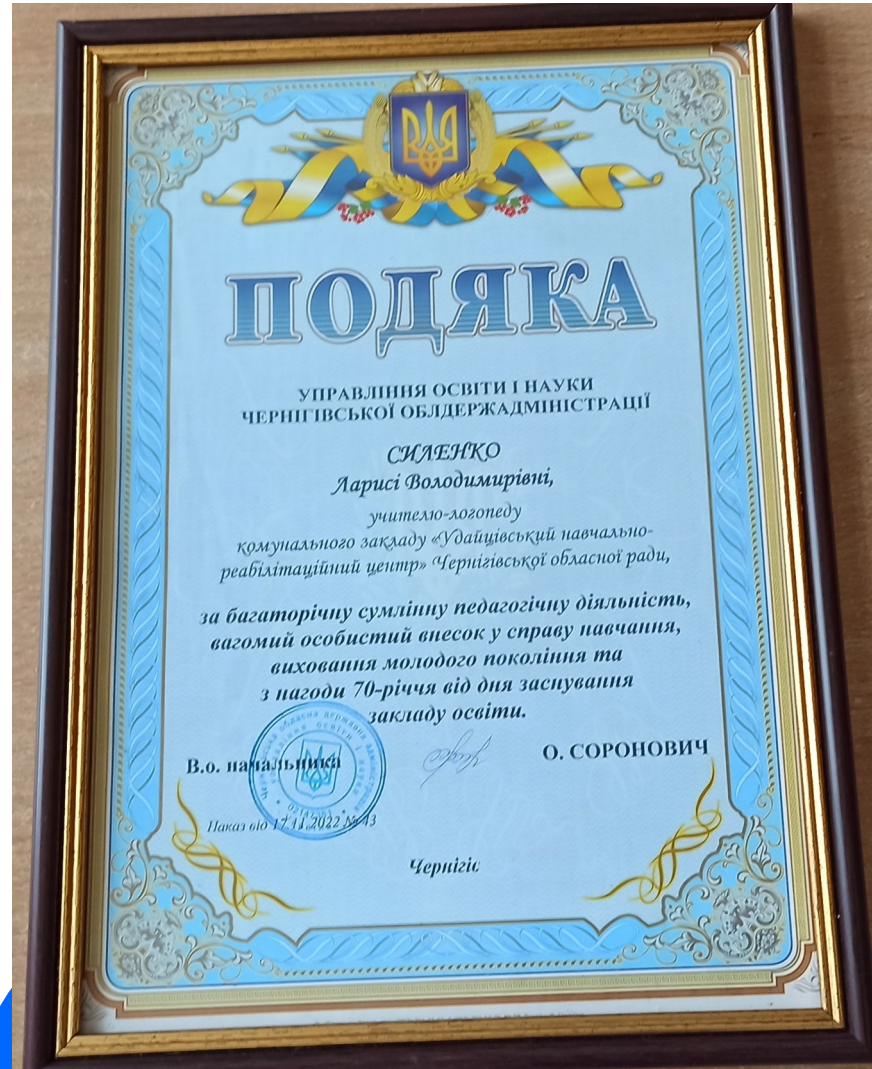 ПОДЯКА
УПРАВЛІННЯ ОСВІТИ І НАУКИ
ЧЕРНІГІВСЬКОЇ ОБЛДЕРЖАДМІНІСТРАЦІЇ
СИЛЕНКО
Ларисі Володимирівні,
учителю-логопеду
комунального закладу «Удайцівський навчально-
реабілітаційний центр» Чернігівської обласної ради,
за багаторічну сумлінну педагогічну діяльність,
вагомий особистий внесок у справу навчання,
виховання молодого покоління та
з нагоди 70-річчя від дня заснування
закладу освіти.
В.о. начальника О. СОРОНОВИЧ
Наказ від 17.11.2022 № 43
Чернігів